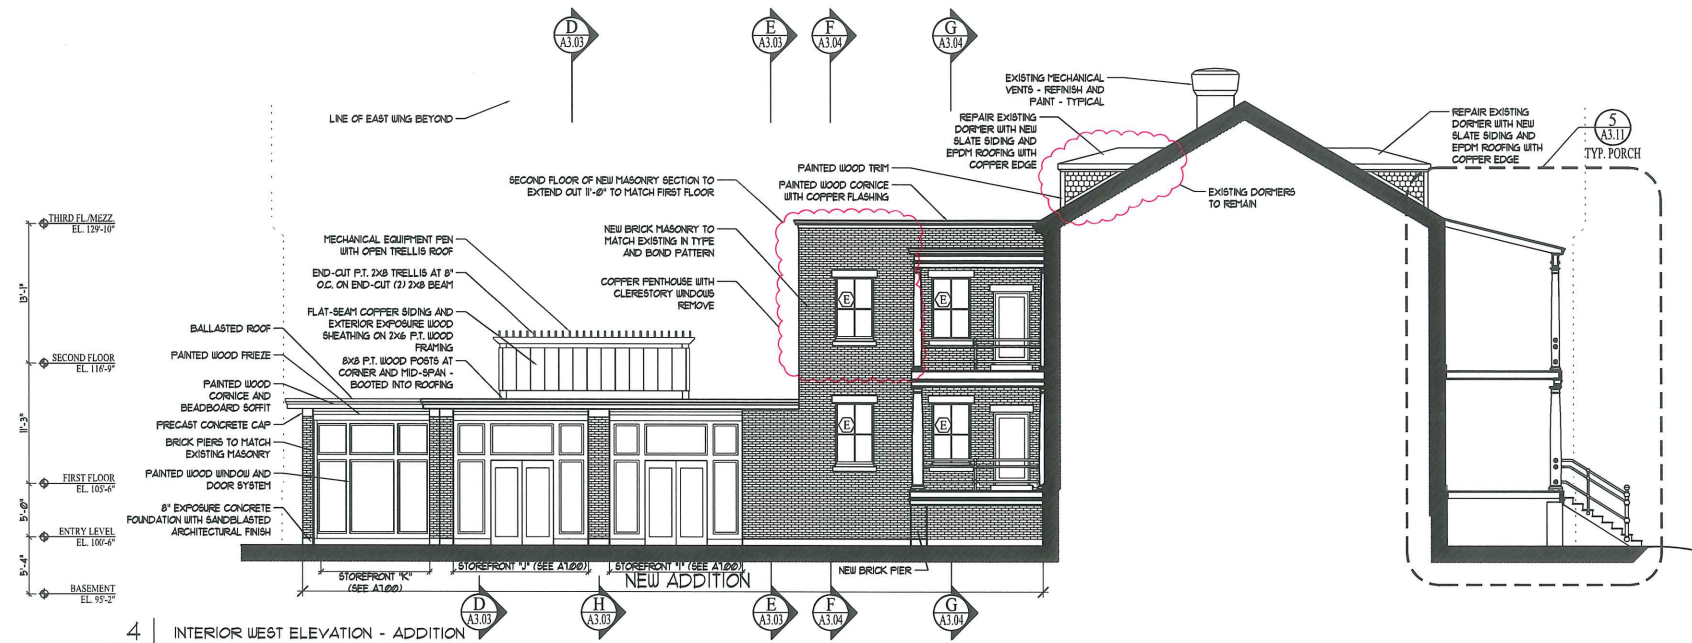 D
A3.03
E
A3.03
F
A3.04
G
A3.04
LINE OF EAST WING BEYOND
EXISTING MECHANICAL
VENTS - REFINISH AND
PAINT - TYPICAL
REPAIR EXISTING
DORMER WITH NEW
SLATE SIDING AND
EPDM ROOFING WITH
COPPER EDGE
REPAIR EXISTING
DORMER WITH NEW
SLATE SIDING AND
EPDM ROOFING WITH
COPPER EDGE
5
A3.11
TYP. PORCH
PAINTED WOOD TRIM
SECOND FLOOR OF NEW MASONRY SECTION TO
EXTEND OUT 11'-0" TO MATCH FIRST FLOOR
PAINTED WOOD CORNICE
WITH COPPER FLASHING
EXISTING DORMERS
TO REMAIN
THIRD FL./MEZZ
EL. 129'-10"
NEW BRICK MASONRY TO
MATCH EXISTING IN TYPE
AND BOND PATTERN
MECHANICAL EQUIPMENT PEN
WITH OPEN TRELLIS ROOF
END-CUT P.T. 2X8 TRELLIS AT 8"
O.C. ON END-CUT (2) 2X8 BEAM
COPPER PENTHOUSE WITH
CLERESTORY WINDOWS
REMOVE
13'-1"
E
E
FLAT-SEAM COPPER SIDING AND
EXTERIOR EXPOSURE WOOD
SHEATHING ON 2X6 P.T. WOOD
FRAMING
BALLASTED ROOF
SECOND FLOOR
EL. 116'-9"
PAINTED WOOD FRIEZE
8X8 P.T. WOOD POSTS AT
CORNER AND MID-SPAN -
BOOTED INTO ROOFING
PAINTED WOOD
CORNICE AND
BEADBOARD SOFFIT
PRECAST CONCRETE CAP
11'-3"
E
E
BRICK PIERS TO MATCH
EXISTING MASONRY
PAINTED WOOD WINDOW AND
DOOR SYSTEM
FIRST FLOOR
EL. 105'-6"
5'-0"
8" EXPOSURE CONCRETE
FOUNDATION WITH SANDBLASTED
ARCHITECTURAL FINISH
ENTRY LEVEL
EL. 100'-6"
5'-4"
STOREFRONT "K"
(SEE A7.00)
STOREFRONT "J" (SEE A7.00)
STOREFRONT "I" (SEE A7.00)
NEW BRICK PIER
NEW ADDITION
BASEMENT
EL. 95'-2"
D
A3.03
H
A3.03
E
A3.03
F
A3.04
G
A3.04
4 INTERIOR WEST ELEVATION - ADDITION